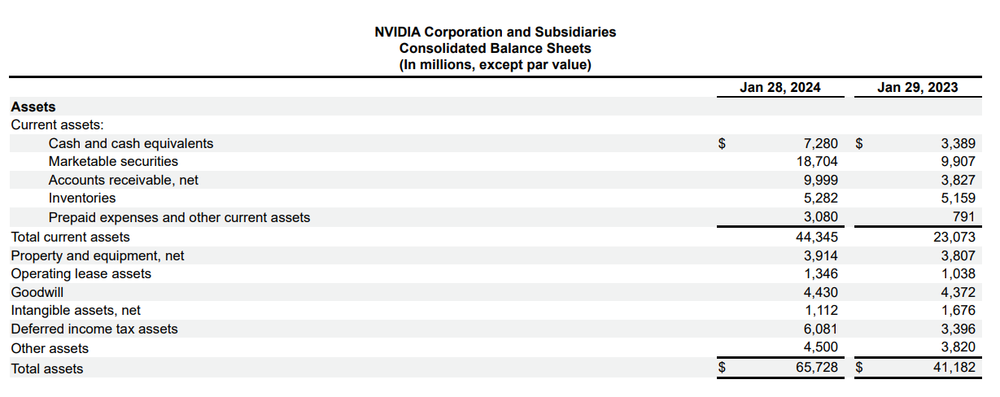 NVIDIA Corporation and Subsidiaries
Consolidated Balance Sheets
(In millions, except par value)
Jan 28, 2024 Jan 29, 2023
Assets
Current assets:
Cash and cash equivalents $ 7,280 $ 3,389
Marketable securities 18,704 9,907
Accounts receivable, net 9,999 3,827
Inventories 5,282 5,159
Prepaid expenses and other current assets 3,080 791
Total current assets 44,345 23,073
Property and equipment, net 3,914 3,807
Operating lease assets 1,346 1,038
Goodwill 4,430 4,372
Intangible assets, net 1,112 1,676
Deferred income tax assets 6,081 3,396
Other assets 4,500 3,820
Total assets $ 65,728 $ 41,182